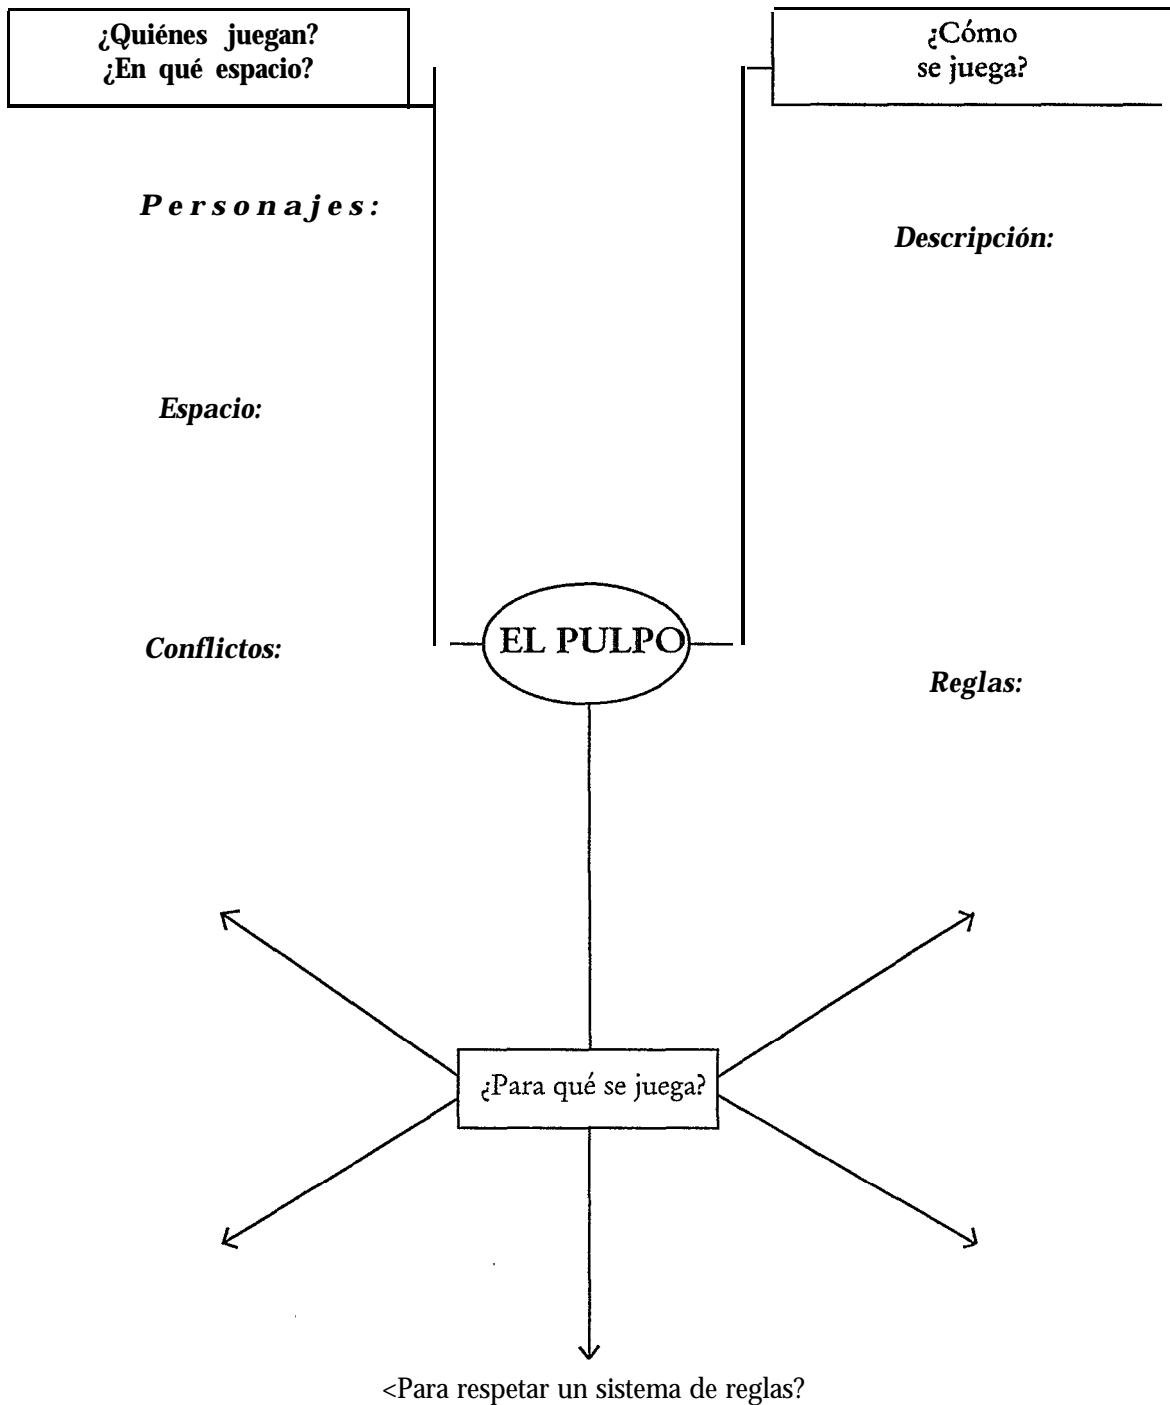 ¿Quiénes juegan?
¿En qué espacio?
¿Cómo
se juega?
Personajes:
Descripción:
Espacio:
EL PULPO
Conflictos:
Reglas:
¿Para qué se juega?
<Para respetar un sistema de reglas?